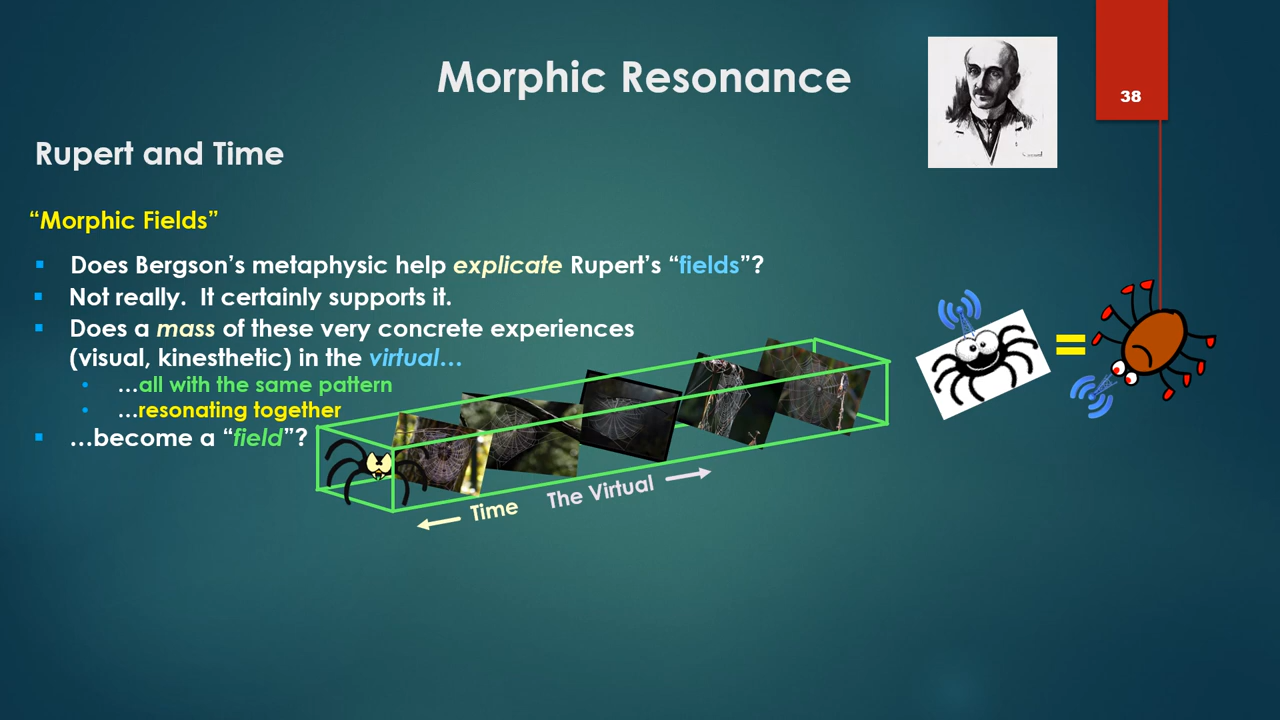 Morphic Resonance
38
Rupert and Time
“Morphic Fields”
Does Bergson’s metaphysic help explicate Rupert’s “fields”?
Not really. It certainly supports it.
Does a mass of these very concrete experiences
(visual, kinesthetic) in the virtual…
…all with the same pattern
…resonating together
…become a “field”?
Time
The Virtual
=